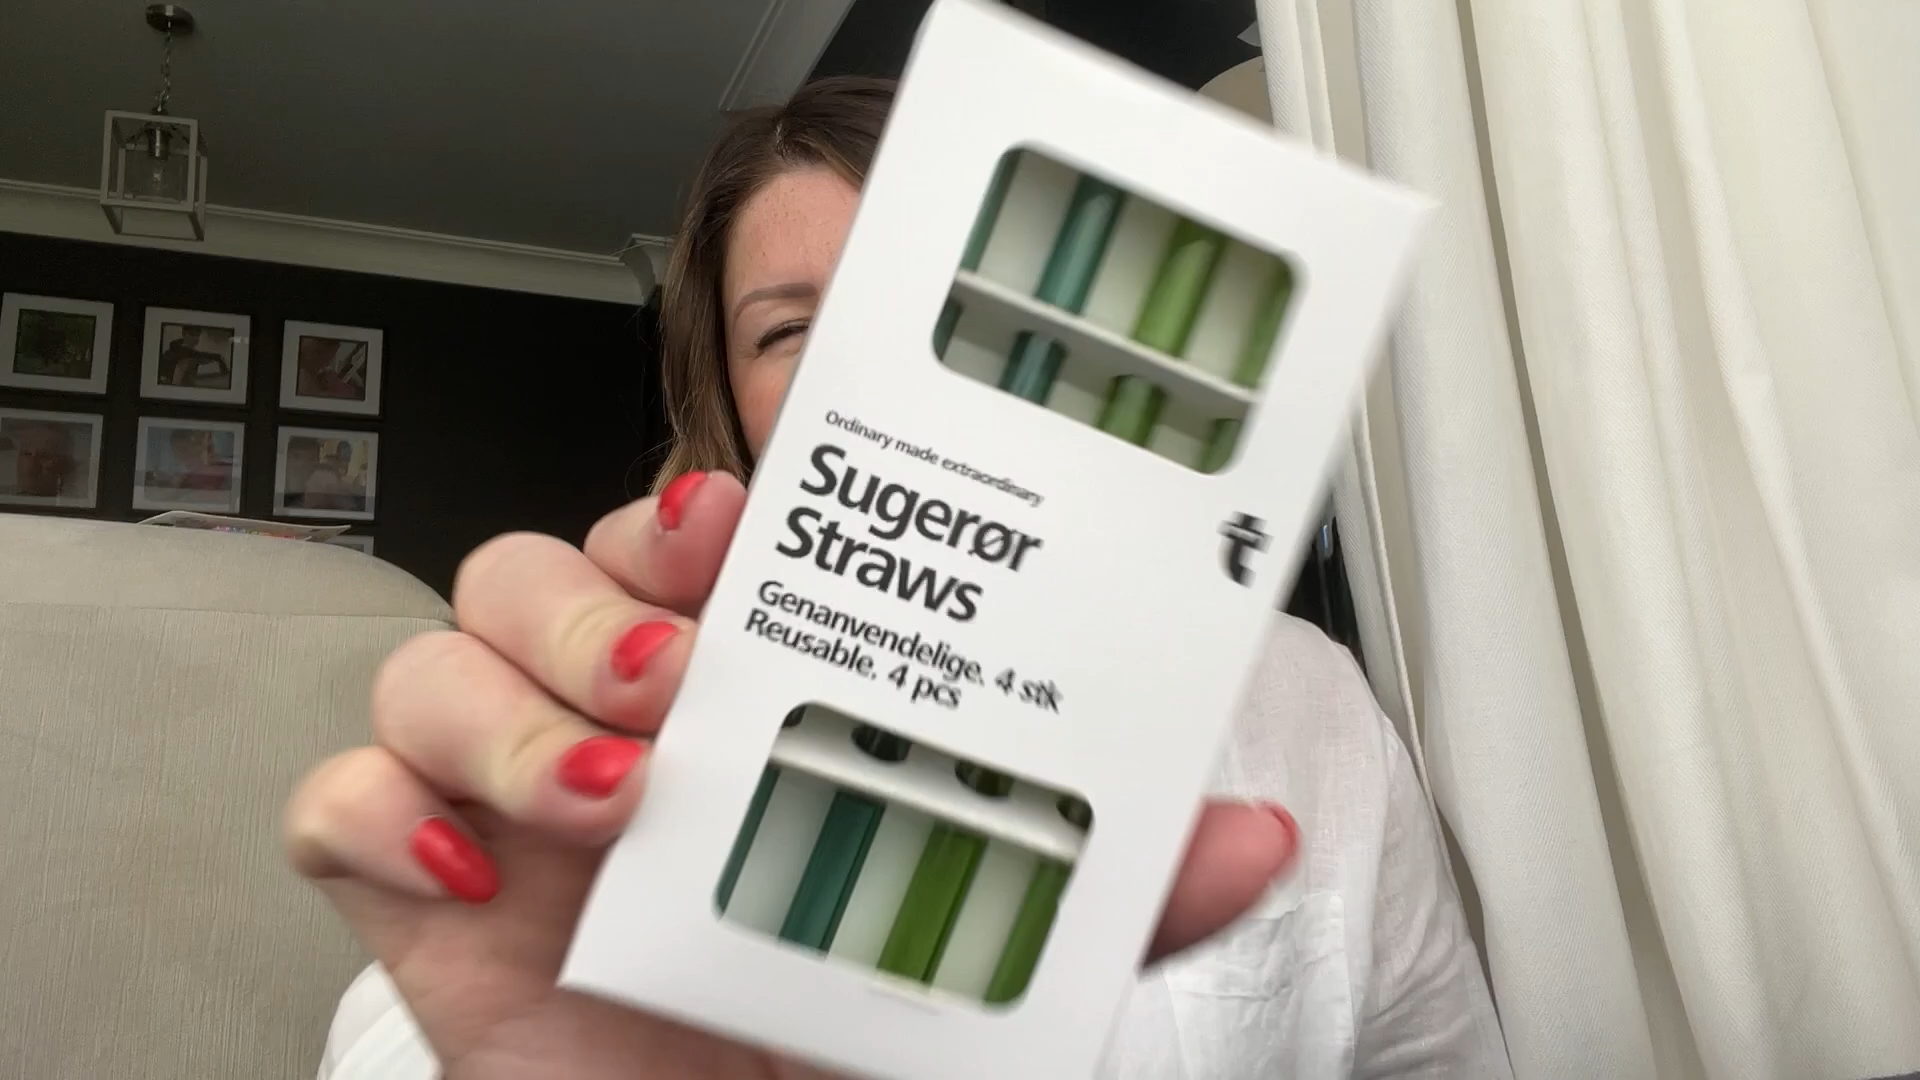 Ordinary made extraordinary
Sugerør
Straws
Genanvendelige. 4 stk
Reusable. 4 pcs
t